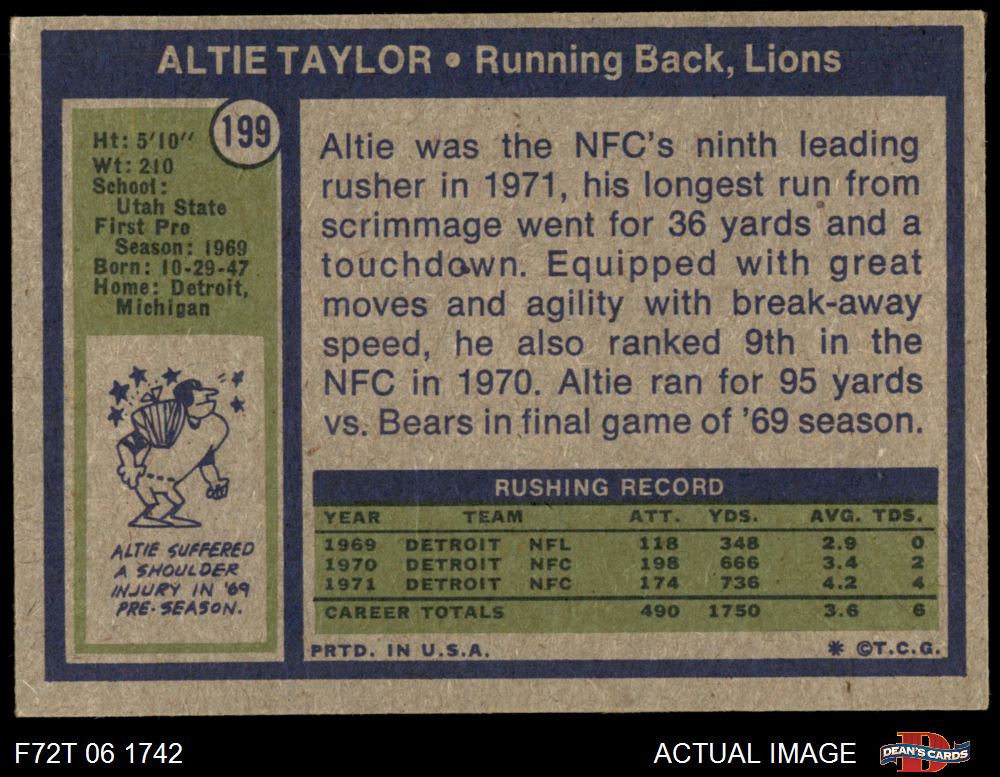 ALTIE TAYLOR • Running Back, Lions
199
Ht: 5'10''
Wt: 210
School:
Utah State
First Pro
Season: 1969
Born: 10-29-47
Home: Detroit,
Michigan
ALTIE SUFFERED
A SHOULDER
INJURY IN '69
PRE-SEASON.
Altie was the NFC's ninth leading
rusher in 1971, his longest run from
scrimmage went for 36 yards and a
touchdown. Equipped with great
moves and agility with break-away
speed, he also ranked 9th in the
NFC in 1970. Altie ran for 95 yards
vs. Bears in final game of '69 season.
RUSHING RECORD
YEAR TEAM ATT. YDS. AVG. TDS.
1969 DETROIT NFL 118 348 2.9 0
1970 DETROIT NFC 198 666 3.4 2
1971 DETROIT NFC 174 736 4.2 4
CAREER TOTALS 490 1750 3.6 6
PRTD. IN U.S.A. * ©T.C.G.
F72T 06 1742 ACTUAL IMAGE DEAN'S CARDS